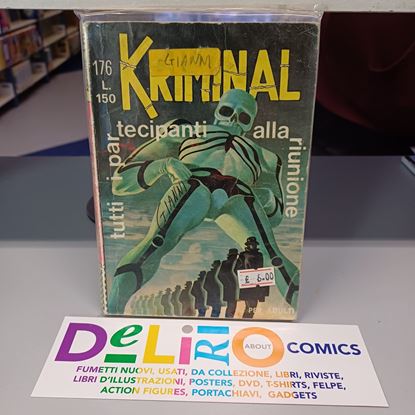 KRIMINAL
GIANM
176
L.
150
tutti i par
tecipanti alla
riunione
GIANNI
£ 6.00
PER ADULTI
DeLiRIO ABOUT COMICS
FUMETTI NUOVI, USATI, DA COLLEZIONE, LIBRI, RIVISTE,
LIBRI D'ILLUSTRAZIONI, POSTERS, DVD, T-SHIRTS, FELPE,
ACTION FIGURES, PORTACHIAVI, GADGETS